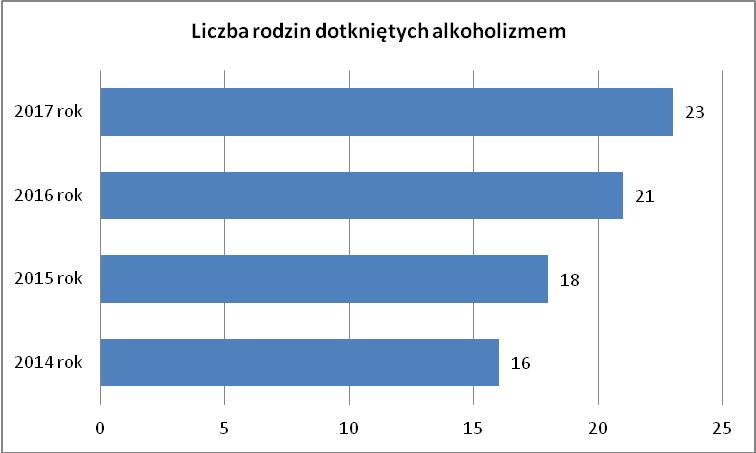 Liczba rodzin dotkniętych alkoholizmem
2017 rok 23
2016 rok 21
2015 rok 18
2014 rok 16
0 5 10 15 20 25